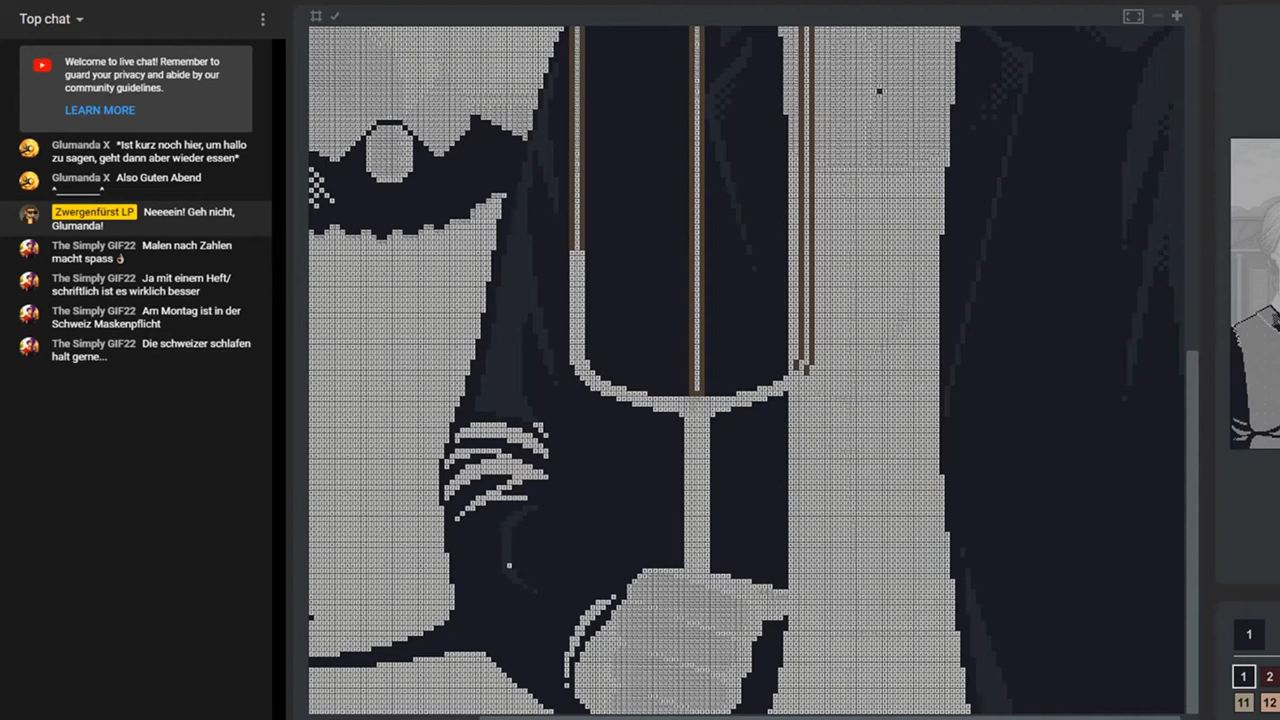 Top chat
Welcome to live chat! Remember to
guard your privacy and abide by our
community guidelines.
LEARN MORE
Glumanda X *Ist kurz noch hier, um hallo
zu sagen, geht dann aber wieder essen*
Glumanda X Also Guten Abend
^_______^
Zwergenfürst LP Neeeein! Geh nicht,
Glumanda!
The Simply GIF22 Malen nach Zahlen
macht spass 👌🏼
The Simply GIF22 Ja mit einem Heft/
schriftlich ist es wirklich besser
The Simply GIF22 Am Montag ist in der
Schweiz Maskenpflicht
The Simply GIF22 Die schweizer schlafen
halt gerne...
1
1 2
11 12